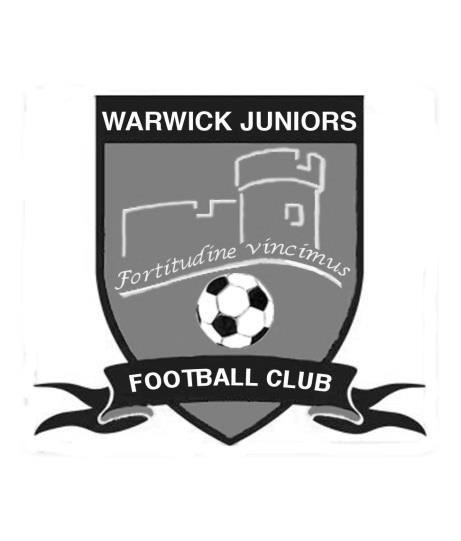 WARWICK JUNIORS
Fortitudine vincimus
FOOTBALL CLUB